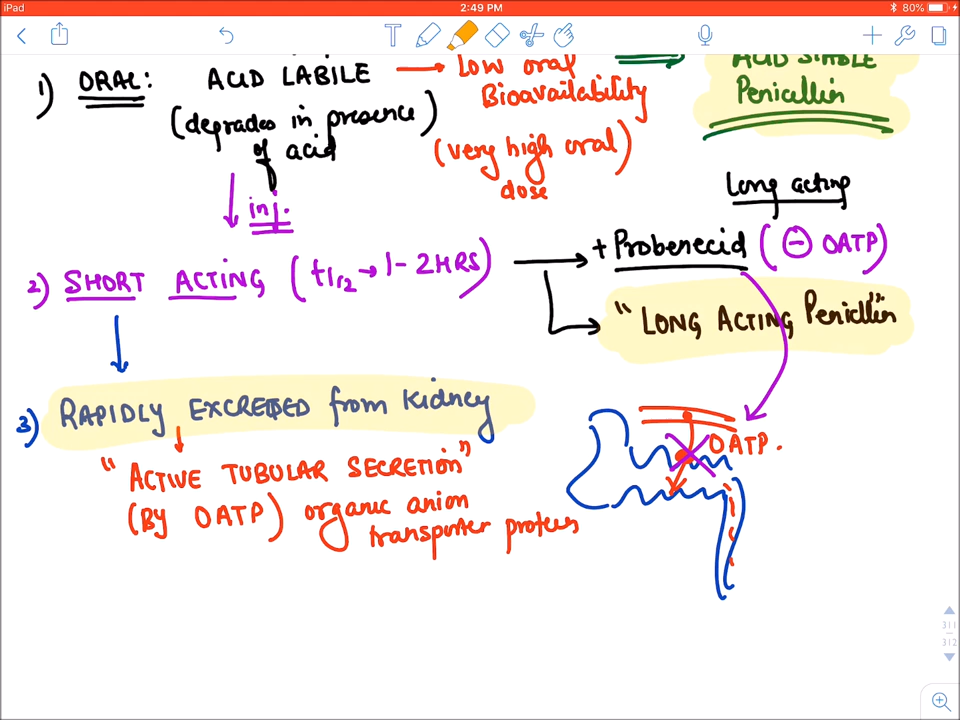 iPad
2:49 PM
80%
T
1) ORAL: ACID LABILE → Low oral
Bioavailability
(degrades in presence
of acid
)
(very high oral)
dose
ACID STABLE
Penicillin
inj.
Long acting
2) SHORT ACTING (t1/2 → 1-2 HRS)
+ Probenecid (⊖ OATP)
"LONG ACTING Penicillin"
3) RAPIDLY EXCRETED from kidney
"ACTIVE TUBULAR SECRETION"
(By OATP) organic anion
transporter protein
OATP.
311
312